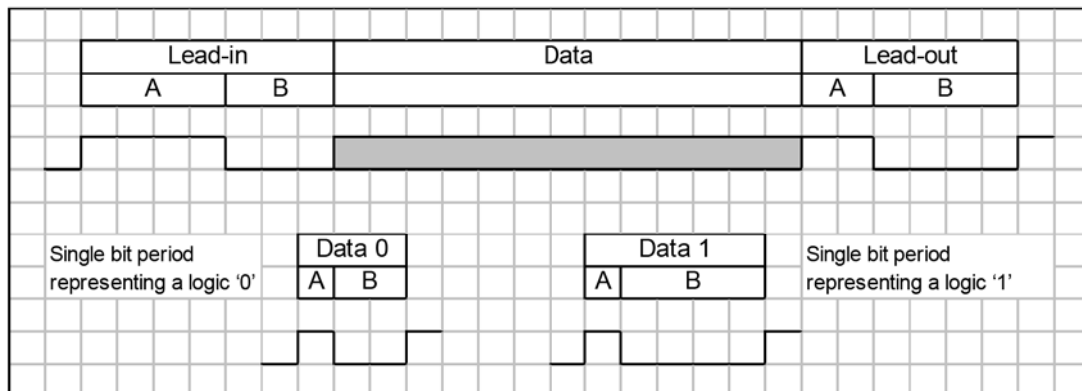 Lead-in Data Lead-out
A B A B
Single bit period
representing a logic ‘0’
Data 0
A B
Data 1
A B
Single bit period
representing a logic ‘1’